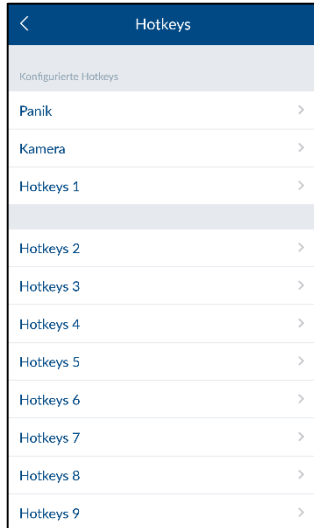 Hotkeys
Konfigurierte Hotkeys
Panik
Kamera
Hotkeys 1
Hotkeys 2
Hotkeys 3
Hotkeys 4
Hotkeys 5
Hotkeys 6
Hotkeys 7
Hotkeys 8
Hotkeys 9